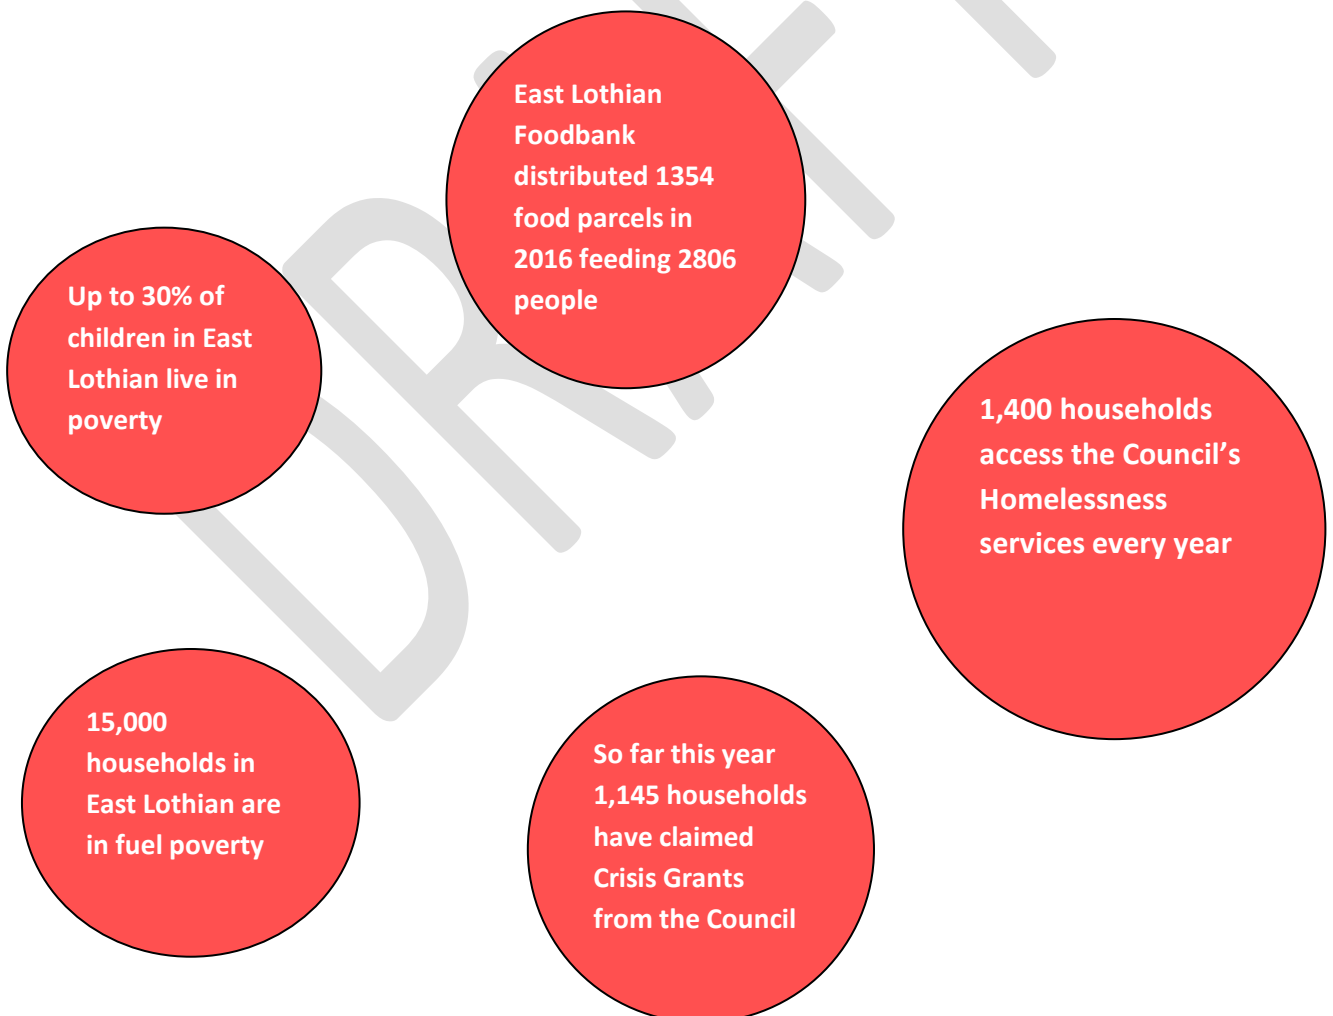 East Lothian
Foodbank
distributed 1354
food parcels in
2016 feeding 2806
people
Up to 30% of
children in East
Lothian live in
poverty
1,400 households
access the Council’s
Homelessness
services every year
15,000
households in
East Lothian are
in fuel poverty
So far this year
1,145 households
have claimed
Crisis Grants
from the Council
DRAFT